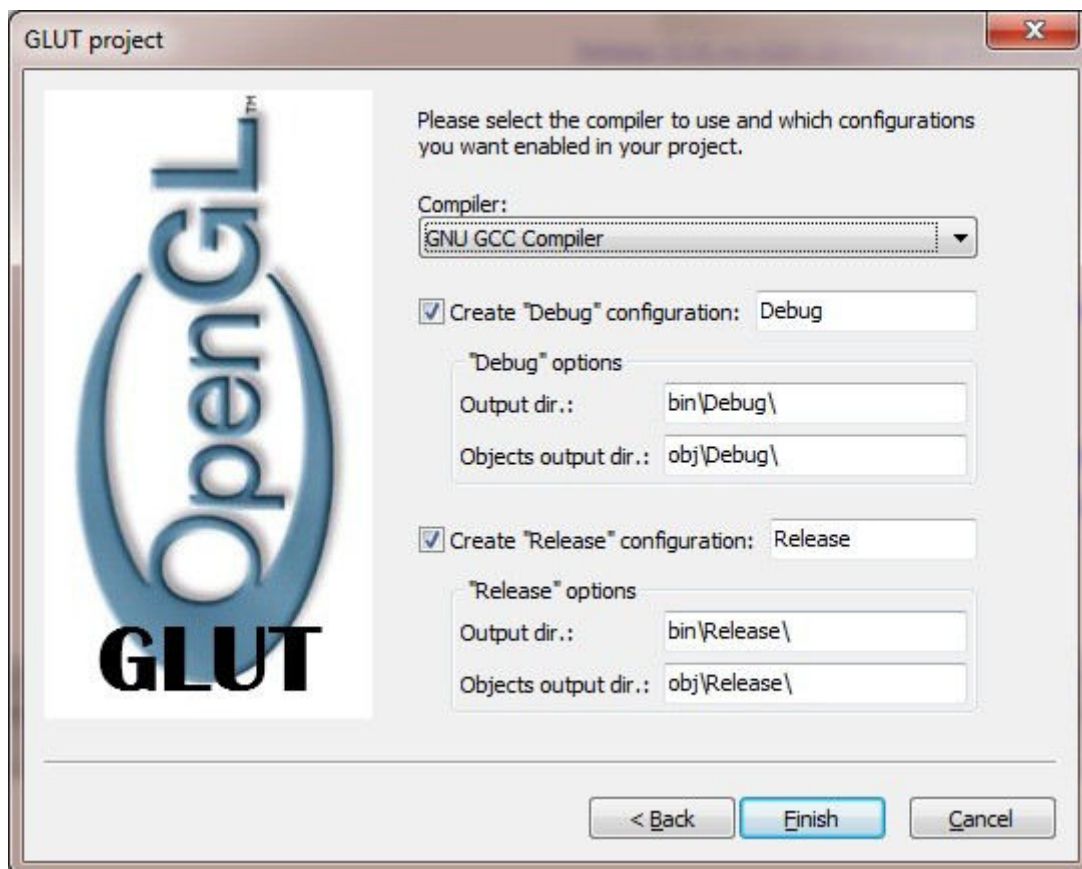 GLUT project
OpenGL™
GLUT
Please select the compiler to use and which configurations
you want enabled in your project.
Compiler:
GNU GCC Compiler
Create "Debug" configuration: Debug
"Debug" options
Output dir.: bin\Debug\
Objects output dir.: obj\Debug\
Create "Release" configuration: Release
"Release" options
Output dir.: bin\Release\
Objects output dir.: obj\Release\
< Back Finish Cancel